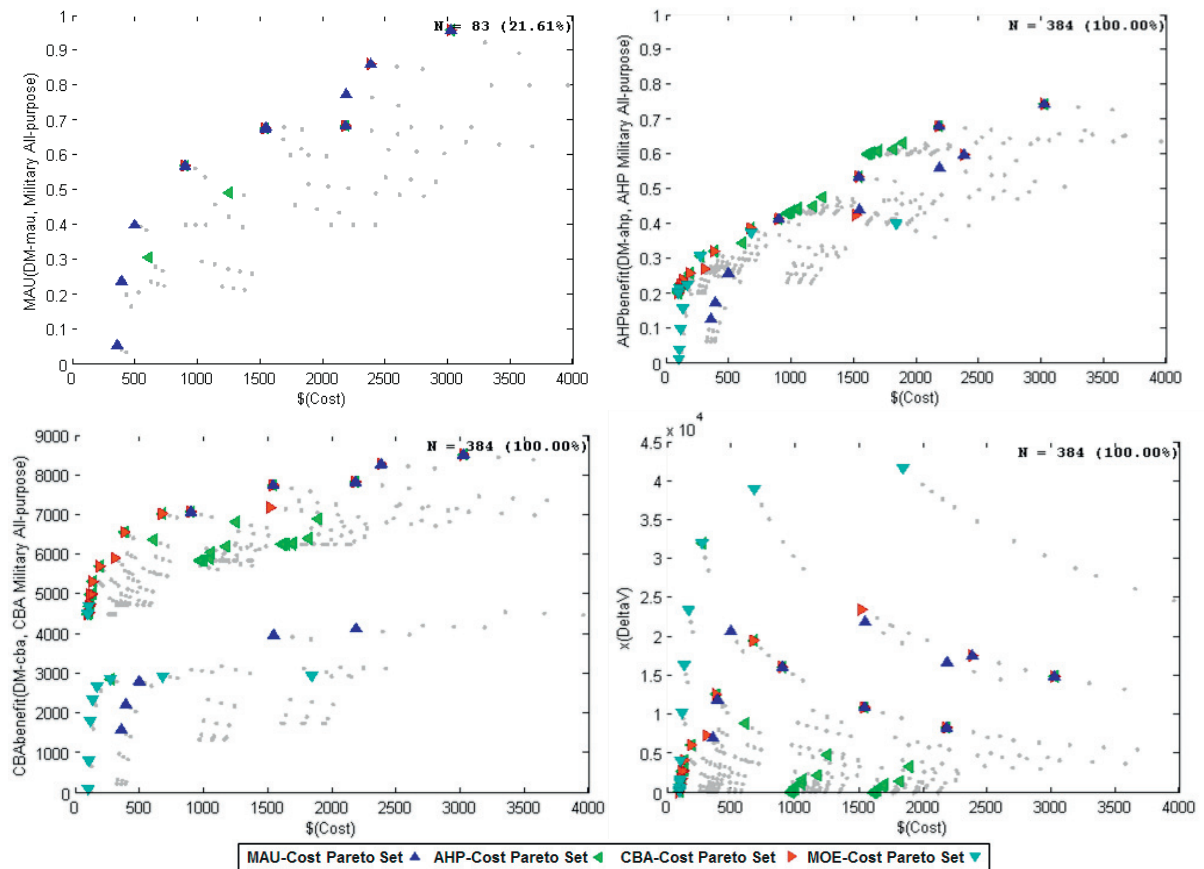 N = 83 (21.61%)
MAU(DM-mau, Military All-purpose)
1
0.9
0.8
0.7
0.6
0.5
0.4
0.3
0.2
0.1
0
0 500 1000 1500 2000 2500 3000 3500 4000
$(Cost)
N = 384 (100.00%)
AHPbenefit(DM-ahp, AHP Military All-purpose)
1
0.9
0.8
0.7
0.6
0.5
0.4
0.3
0.2
0.1
0
0 500 1000 1500 2000 2500 3000 3500 4000
$(Cost)
N = 384 (100.00%)
CBAbenefit(DM-cba, CBA Military All-purpose)
9000
8000
7000
6000
5000
4000
3000
2000
1000
0
0 500 1000 1500 2000 2500 3000 3500 4000
$(Cost)
x 10^4
N = 384 (100.00%)
x(DeltaV)
4.5
4
3.5
3
2.5
2
1.5
1
0.5
0
0 500 1000 1500 2000 2500 3000 3500 4000
$(Cost)
MAU-Cost Pareto Set AHP-Cost Pareto Set CBA-Cost Pareto Set MOE-Cost Pareto Set